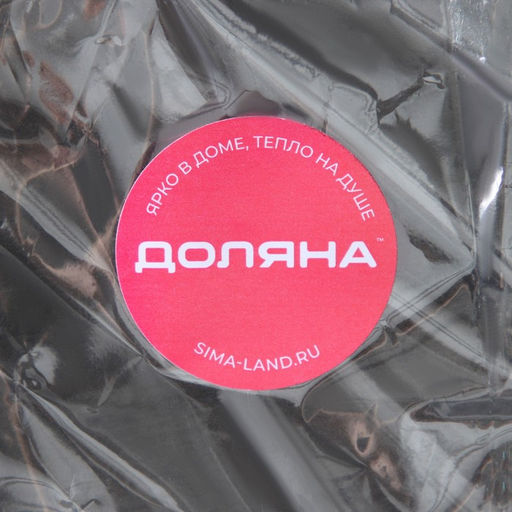 ЯРКО В ДОМЕ, ТЕПЛО НА ДУШЕ
ДОЛЯНА™
SIMA-LAND.RU